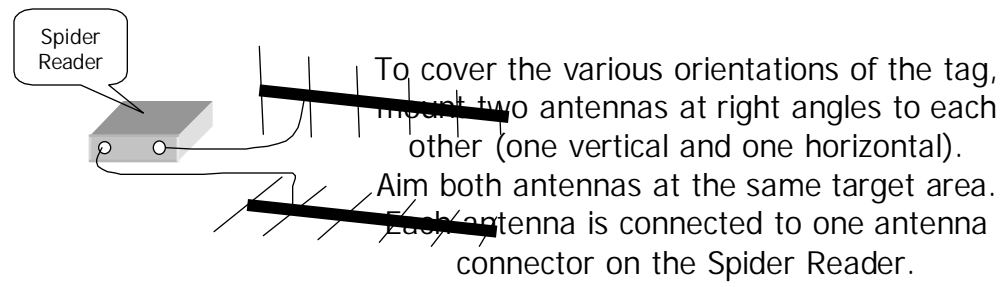 Spider
Reader
To cover the various orientations of the tag,
mount two antennas at right angles to each
other (one vertical and one horizontal).
Aim both antennas at the same target area.
Each antenna is connected to one antenna
connector on the Spider Reader.